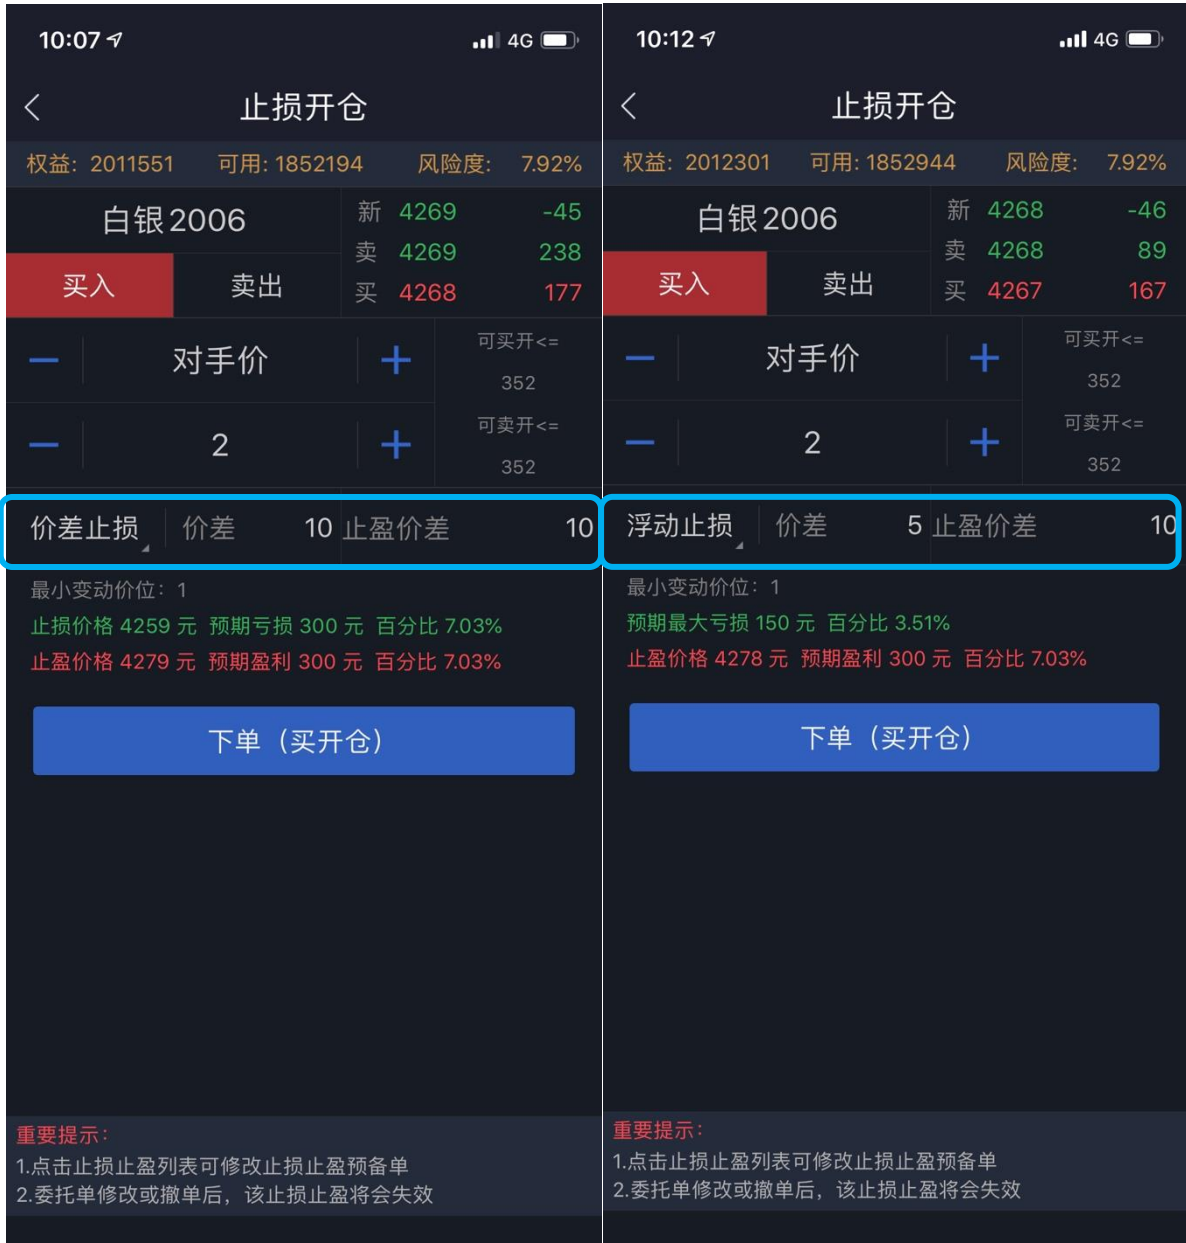 10:07
4G
止损开仓
权益: 2011551 可用: 1852194 风险度: 7.92%
白银2006
新 4269 -45
卖 4269 238
买 4268 177
买入 卖出
对手价
可买开<=
352
2
可卖开<=
352
价差止损 价差 10 止盈价差 10
最小变动价位：1
止损价格 4259 元 预期亏损 300 元 百分比 7.03%
止盈价格 4279 元 预期盈利 300 元 百分比 7.03%
下单（买开仓）
重要提示：
1.点击止损止盈列表可修改止损止盈预备单
2.委托单修改或撤单后，该止损止盈将会失效
10:12
4G
止损开仓
权益: 2012301 可用: 1852944 风险度: 7.92%
白银2006
新 4268 -46
卖 4268 89
买 4267 167
买入 卖出
对手价
可买开<=
352
2
可卖开<=
352
浮动止损 价差 5 止盈价差 10
最小变动价位：1
预期最大亏损 150 元 百分比 3.51%
止盈价格 4278 元 预期盈利 300 元 百分比 7.03%
下单（买开仓）
重要提示：
1.点击止损止盈列表可修改止损止盈预备单
2.委托单修改或撤单后，该止损止盈将会失效